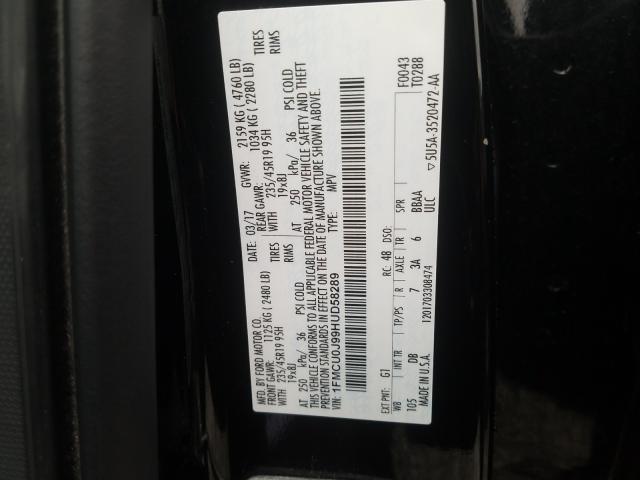 MFD. BY FORD MOTOR CO.
DATE: 03/17 GVWR: 2159 KG ( 4760 LB)
FRONT GAWR: 1125 KG ( 2480 LB) REAR GAWR: 1034 KG ( 2280 LB)
235/45R19 95H TIRES WITH 235/45R19 95H TIRES
19x8J RIMS 19x8J RIMS
AT 250 kPa/ 36 PSI COLD AT 250 kPa/ 36 PSI COLD
THIS VEHICLE CONFORMS TO ALL APPLICABLE FEDERAL MOTOR VEHICLE SAFETY AND THEFT
PREVENTION STANDARDS IN EFFECT ON THE DATE OF MANUFACTURE SHOWN ABOVE.
VIN: 1FMCU0J99HUD58289 TYPE: MPV
F0043
T0288
EXT PNT: G1 RC: 48 DSO:
WB INT TR TP/PS R AXLE TR SPR
105 DB 7 3A 6 BBAA
ULC
▽5U5A-3520472-AA
MADE IN U.S.A. 1201703308474